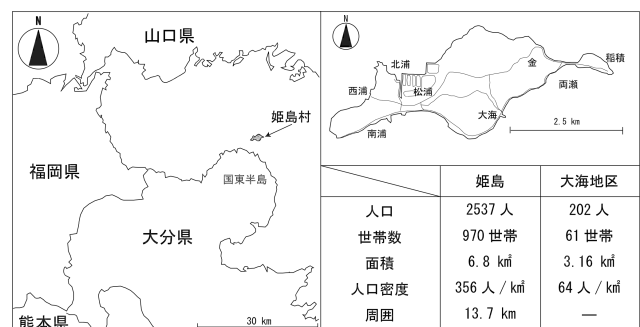 N
山口県
姫島村
福岡県
国東半島
大分県
熊本県
30 km
N
北浦
金
稲積
西浦
松浦
両瀬
大海
南浦
2.5 km
姫島 大海地区
人口 2537 人 202 人
世帯数 970 世帯 61 世帯
面積 6.8 ㎢ 3.16 ㎢
人口密度 356 人 / ㎢ 64 人 / ㎢
周囲 13.7 km ―